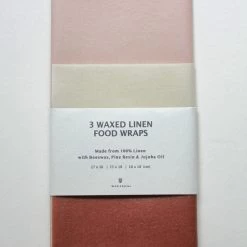 3 WAXED LINEN
FOOD WRAPS
Made from 100% Linen
with Beeswax, Pine Resin & Jojoba Oil